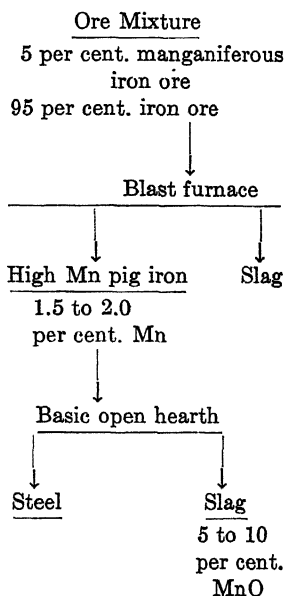 Ore Mixture
5 per cent. manganiferous
iron ore
95 per cent. iron ore
Blast furnace
High Mn pig iron
Slag
1.5 to 2.0
per cent. Mn
Basic open hearth
Steel
Slag
5 to 10
per cent.
MnO